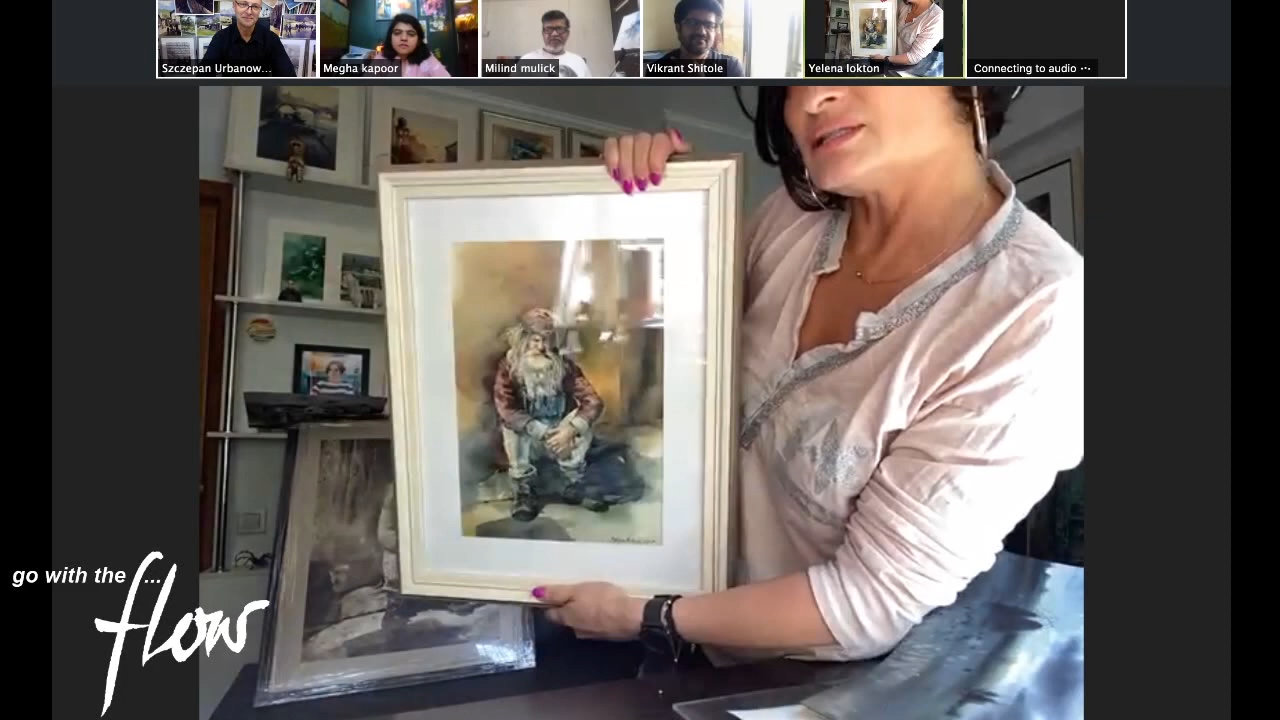 Szczepan Urbanow...
Megha kapoor
Milind mulick
Vikrant Shitole
Yelena lokton
Connecting to audio ···
go with the
flow ...